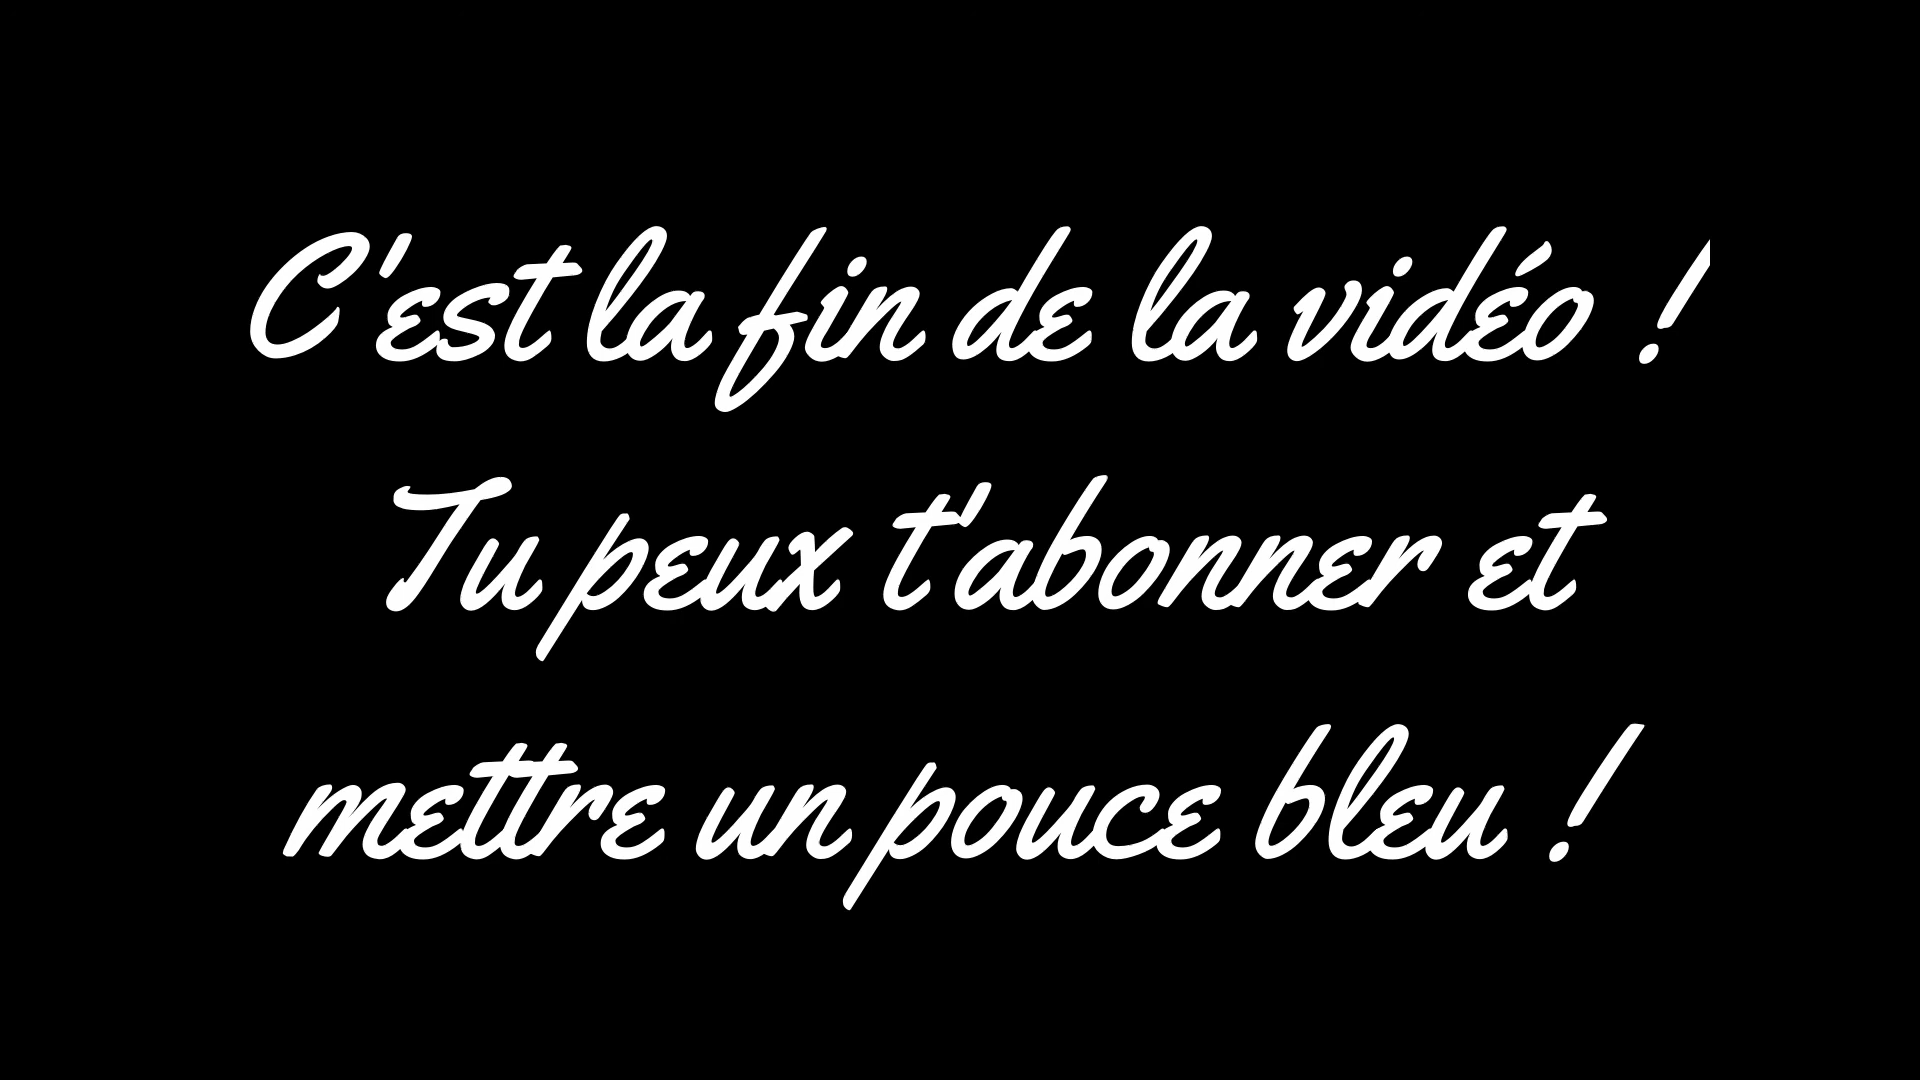 C'est la fin de la vidéo !
Tu peux t'abonner et
mettre un pouce bleu !